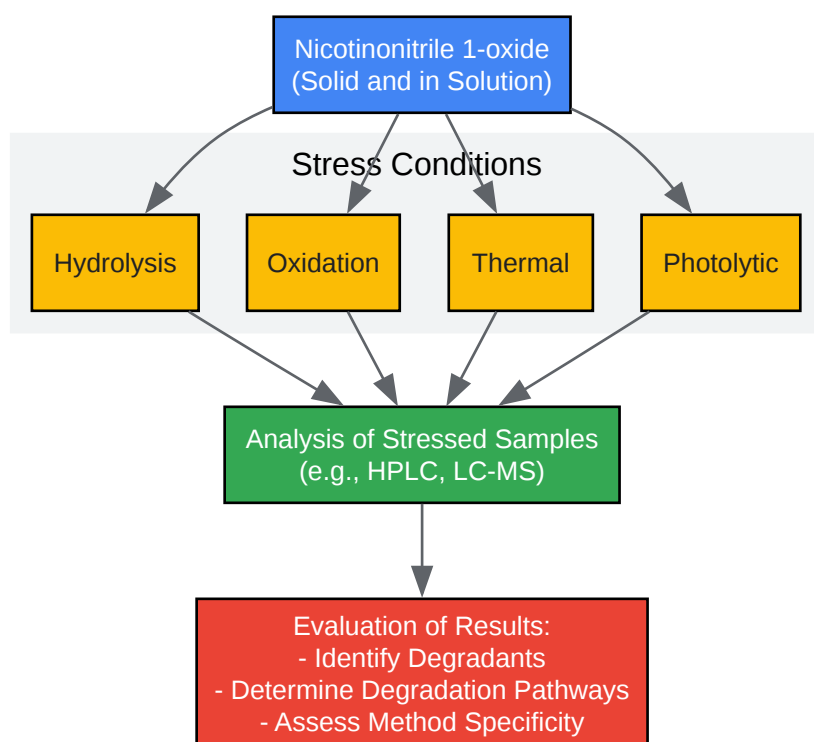 Nicotinonitrile 1-oxide
(Solid and in Solution)
Stress Conditions
Hydrolysis
Oxidation
Thermal
Photolytic
Analysis of Stressed Samples
(e.g., HPLC, LC-MS)
Evaluation of Results:
- Identify Degradants
- Determine Degradation Pathways
- Assess Method Specificity